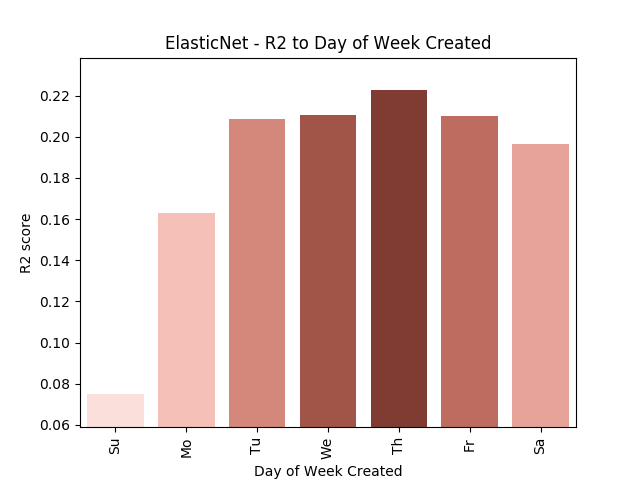 ElasticNet - R2 to Day of Week Created
0.22
0.20
0.18
0.16
0.14
0.12
0.10
0.08
0.06
R2 score
Su
Mo
Tu
We
Th
Fr
Sa
Day of Week Created